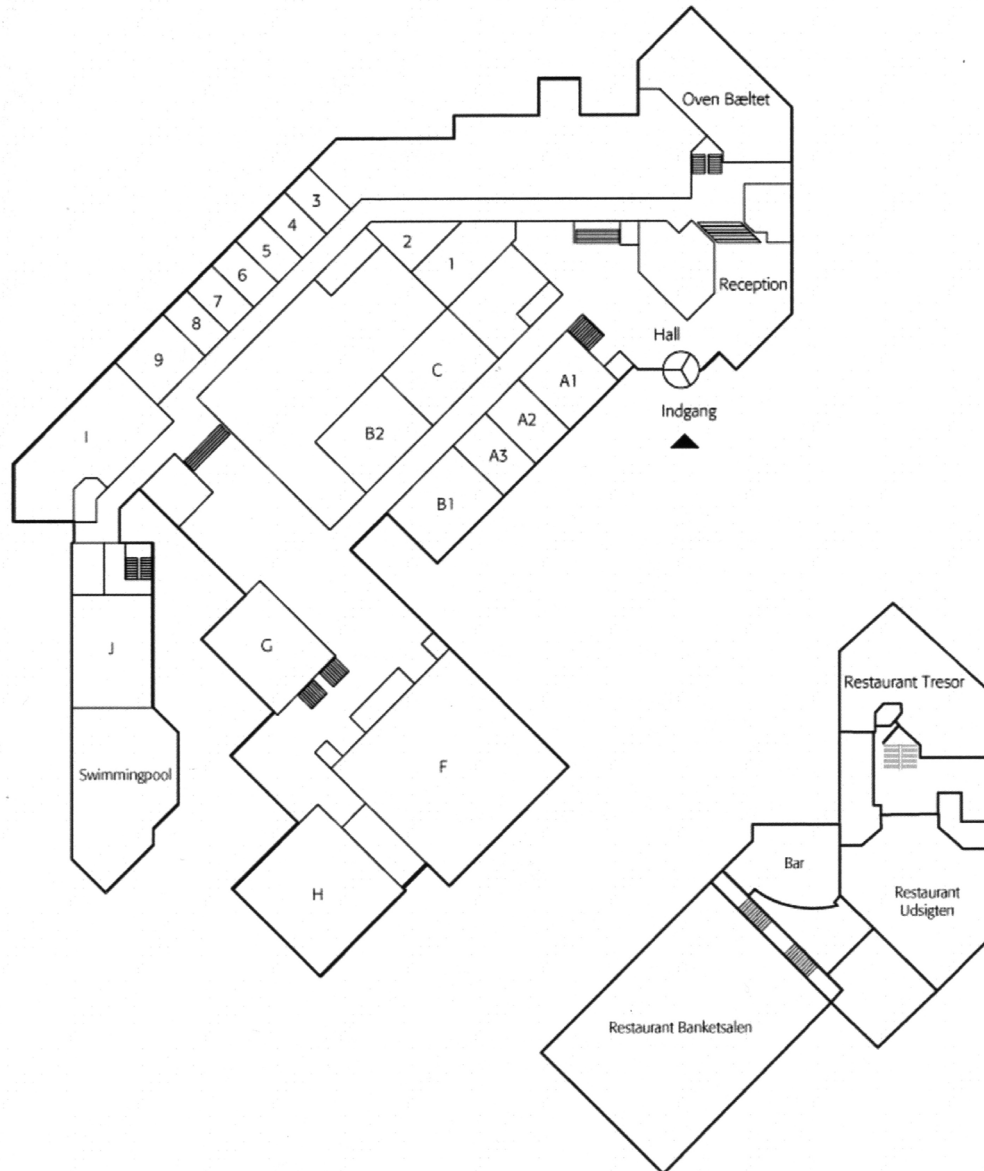 Oven Bæltet
3
4
2
5
1
6
Reception
7
8
Hall
9
C
A1
Indgang
A2
I
B2
A3
B1
G
J
Restaurant Tresor
F
Swimmingpool
Bar
H
Restaurant
Udsigten
Restaurant Banketsalen